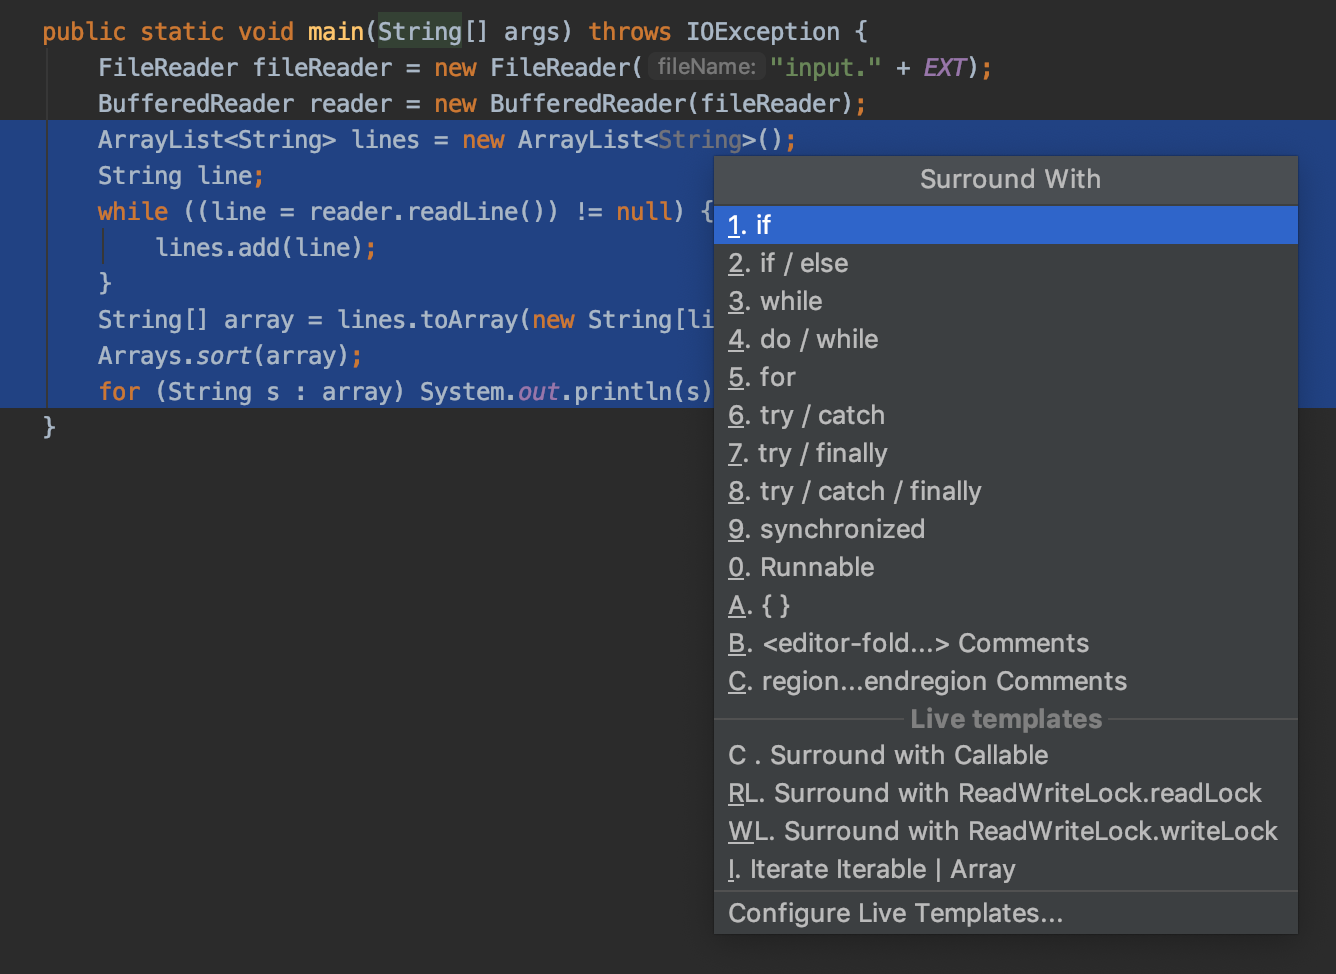 public static void main(String[] args) throws IOException {
FileReader fileReader = new FileReader( fileName: "input." + EXT);
BufferedReader reader = new BufferedReader(fileReader);
ArrayList<String> lines = new ArrayList<String>();
String line;
while ((line = reader.readLine()) != null) {
lines.add(line);
}
String[] array = lines.toArray(new String[li
Arrays.sort(array);
for (String s : array) System.out.println(s)
}
Surround With
1. if
2. if / else
3. while
4. do / while
5. for
6. try / catch
7. try / finally
8. try / catch / finally
9. synchronized
0. Runnable
A. { }
B. <editor-fold...> Comments
C. region...endregion Comments
Live templates
C . Surround with Callable
RL. Surround with ReadWriteLock.readLock
WL. Surround with ReadWriteLock.writeLock
I. Iterate Iterable | Array
Configure Live Templates...